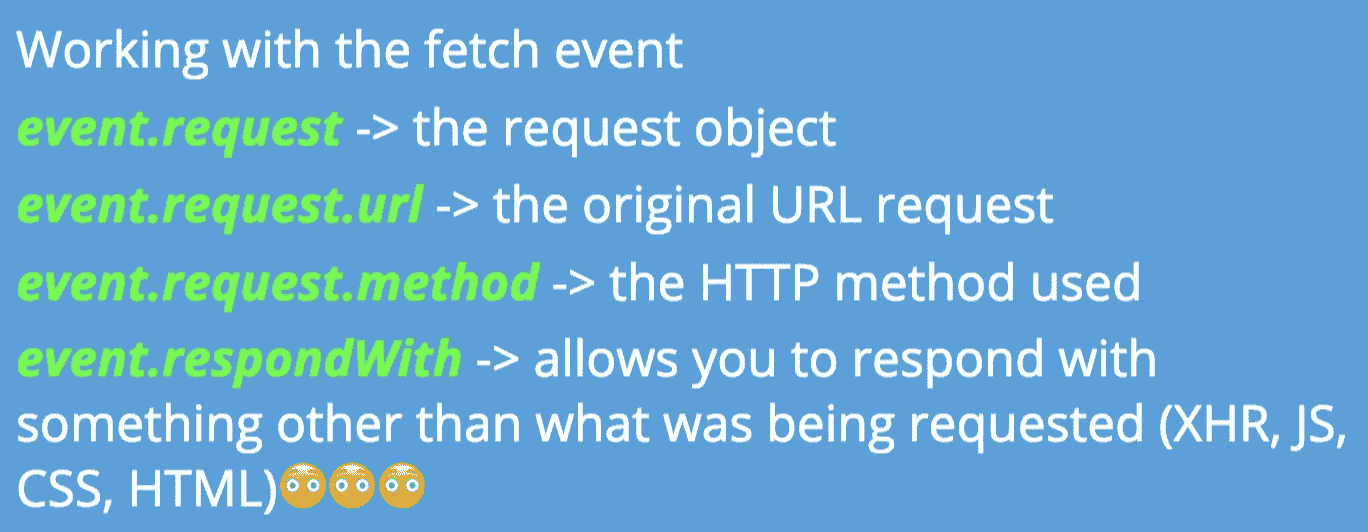 Working with the fetch event
event.request -> the request object
event.request.url -> the original URL request
event.request.method -> the HTTP method used
event.respondWith -> allows you to respond with
something other than what was being requested (XHR, JS,
CSS, HTML)😳😳😳